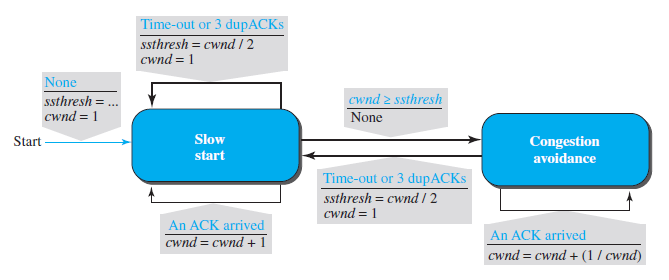 Time-out or 3 dupACKs
ssthresh = cwnd / 2
cwnd = 1
None
ssthresh = ...
cwnd = 1
cwnd ≥ ssthresh
None
Start
Slow
start
Congestion
avoidance
Time-out or 3 dupACKs
ssthresh = cwnd / 2
cwnd = 1
An ACK arrived
cwnd = cwnd + 1
An ACK arrived
cwnd = cwnd + (1 / cwnd)